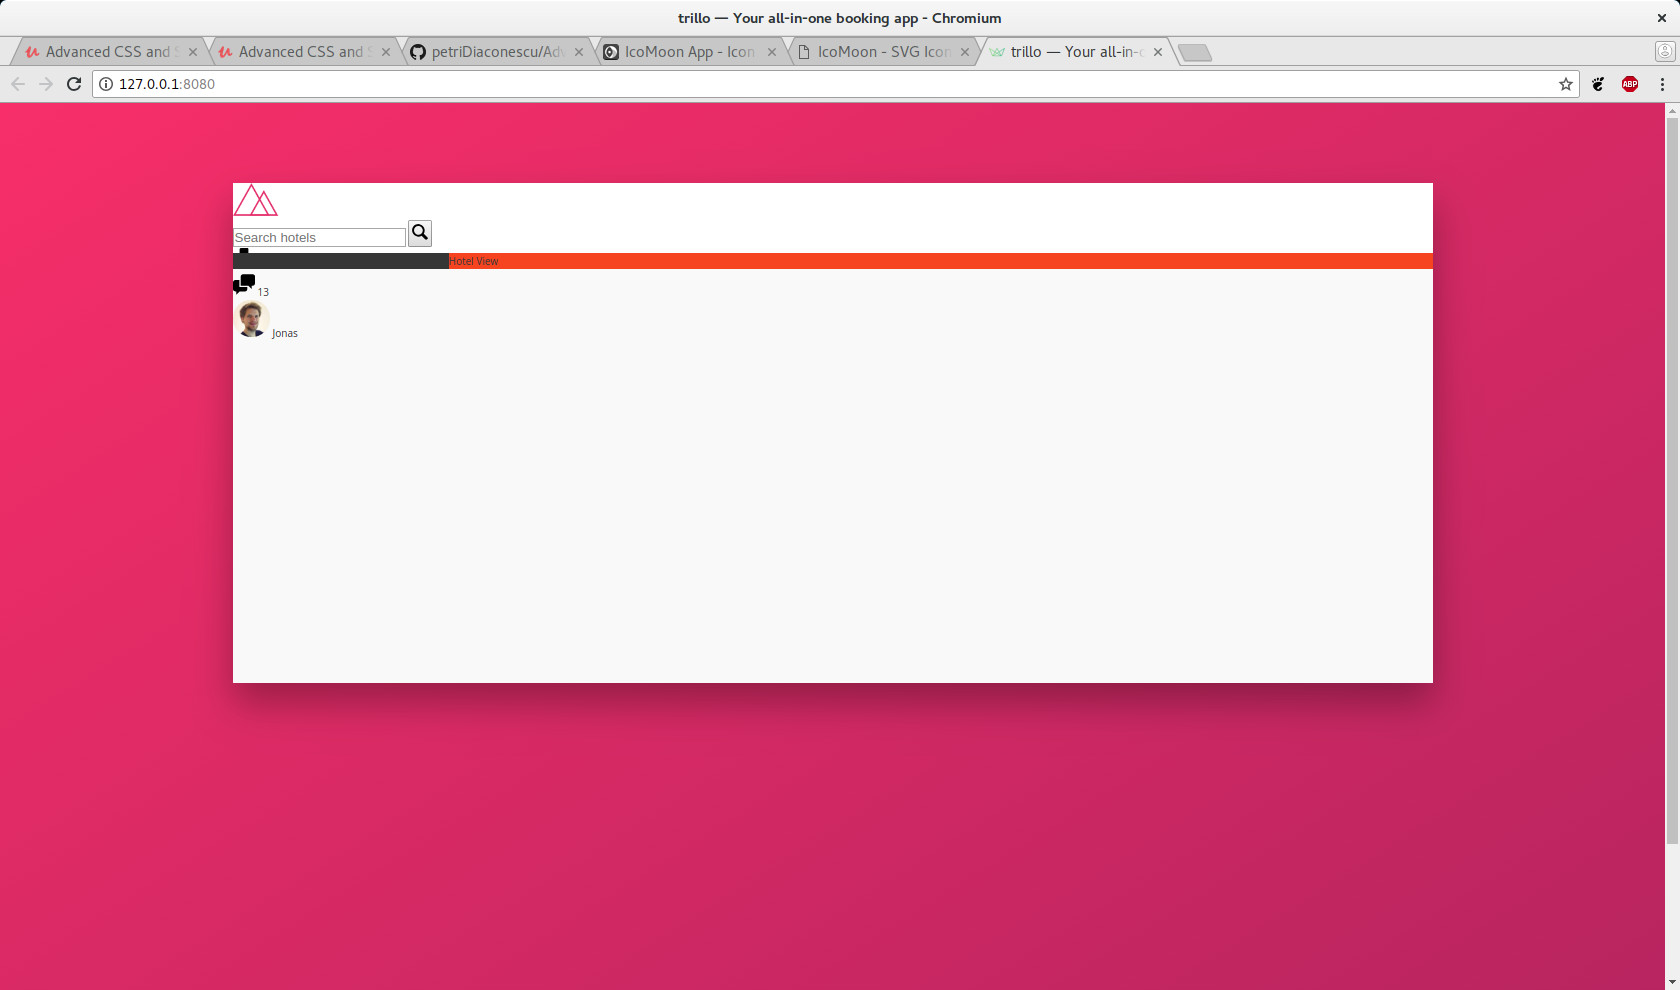 trillo — Your all-in-one booking app - Chromium
Advanced CSS and S
Advanced CSS and S
petriDiaconescu/Adv
IcoMoon App - Icon
IcoMoon - SVG Icon
trillo — Your all-in-o
127.0.0.1:8080
ABP
Search hotels
Hotel View
13
Jonas